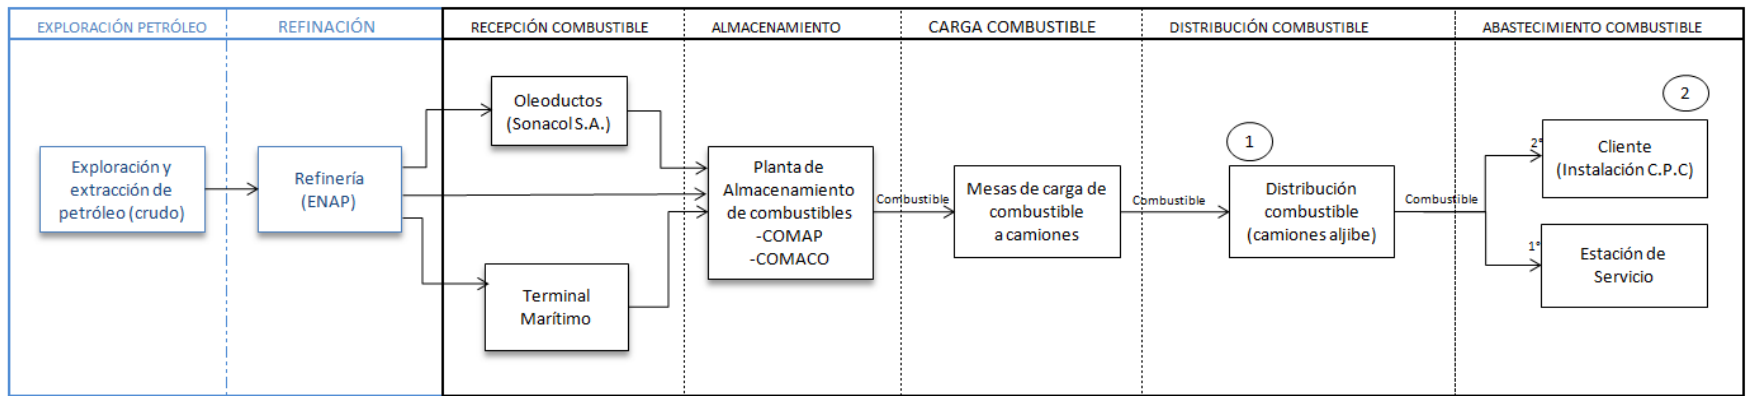 EXPLORACIÓN PETRÓLEO
REFINACIÓN
RECEPCIÓN COMBUSTIBLE
ALMACENAMIENTO
CARGA COMBUSTIBLE
DISTRIBUCIÓN COMBUSTIBLE
ABASTECIMIENTO COMBUSTIBLE
Exploración y
extracción de
petróleo (crudo)
Refinería
(ENAP)
Oleoductos
(Sonacol S.A.)
Terminal
Marítimo
Planta de
Almacenamiento
de combustibles
-COMAP
-COMACO
Combustible
Mesas de carga de
combustible
a camiones
Combustible
1
Distribución
combustible
(camiones aljibe)
Combustible
2
2°
Cliente
(Instalación C.P.C)
1°
Estación de
Servicio